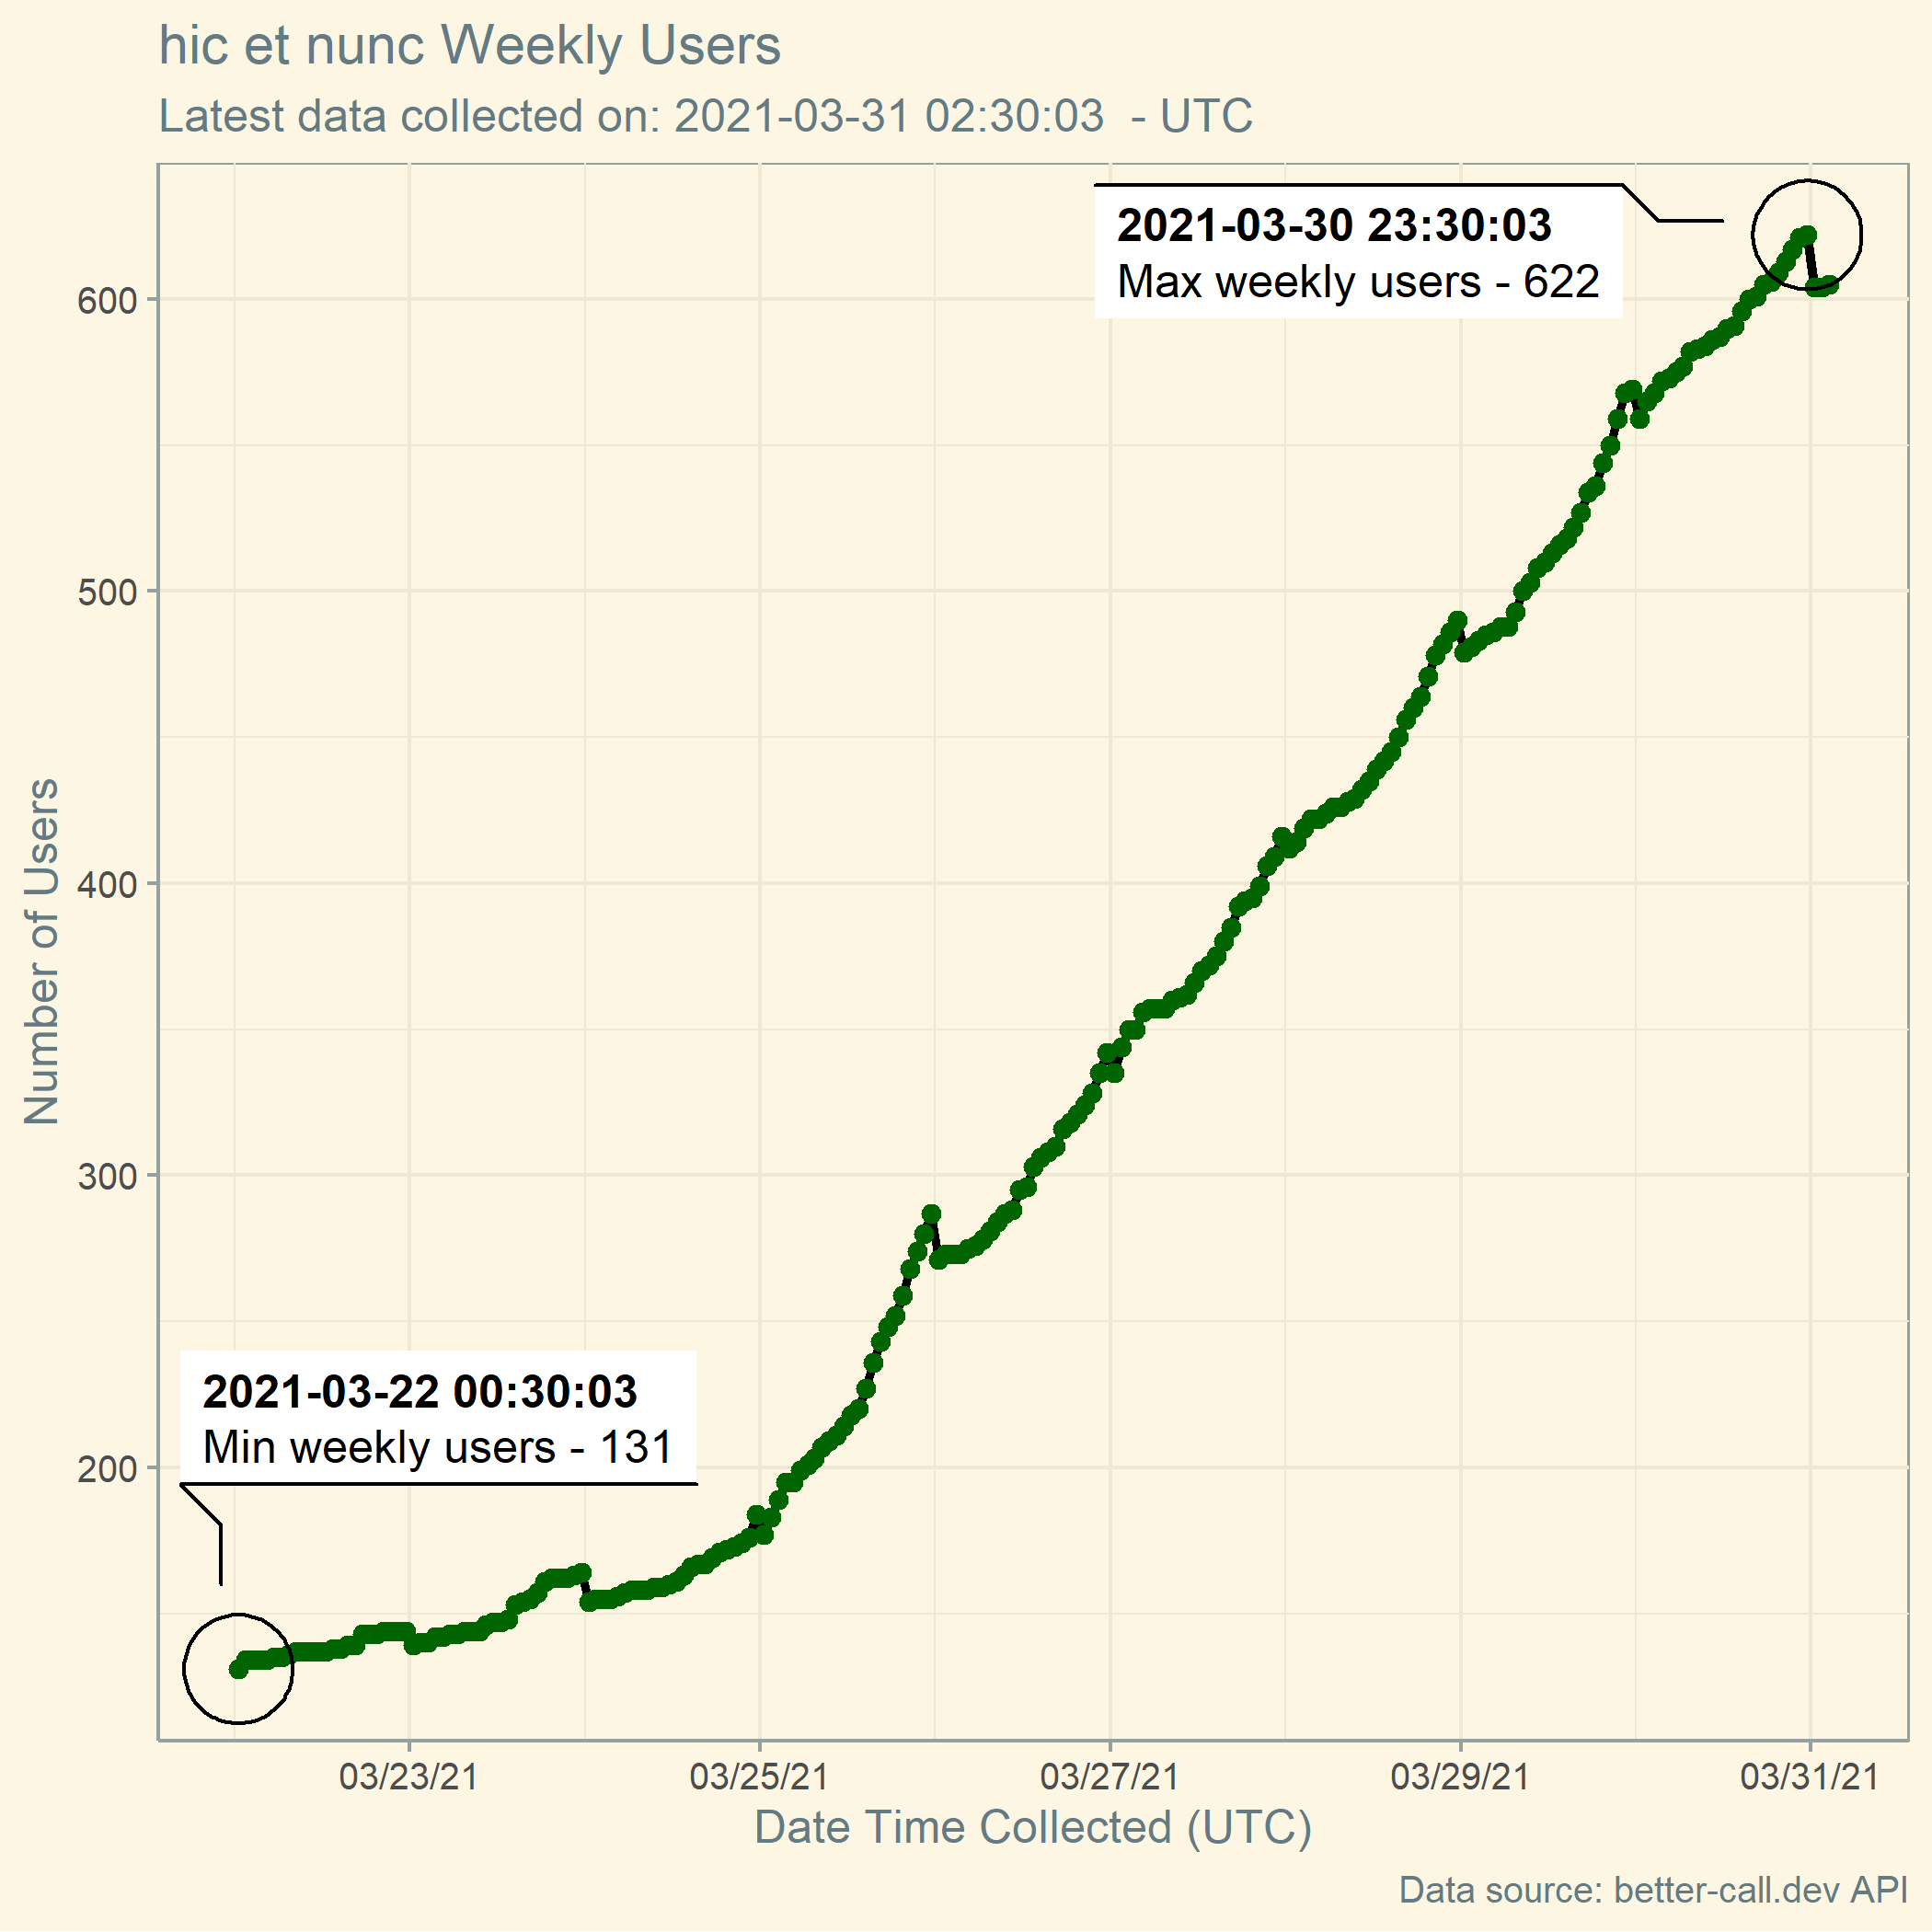 hic et nunc Weekly Users
Latest data collected on: 2021-03-31 02:30:03  - UTC
2021-03-30 23:30:03
Max weekly users - 622
600
500
400
300
200
Number of Users
2021-03-22 00:30:03
Min weekly users - 131
03/23/21 03/25/21 03/27/21 03/29/21 03/31/21
Date Time Collected (UTC)
Data source: better-call.dev API